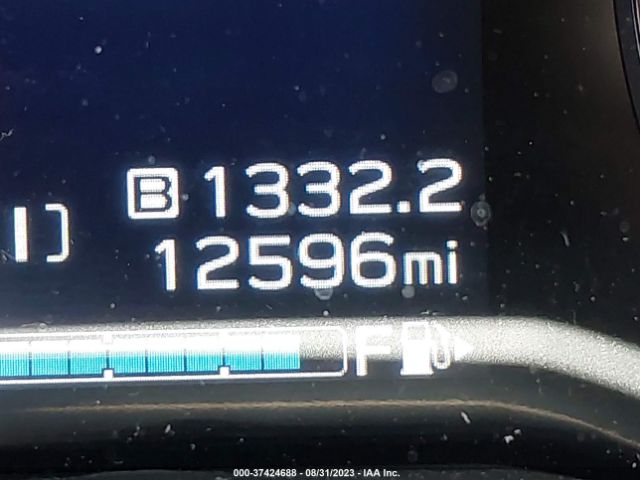 B 1332.2
12596mi
F
000-37424688 - 08/31/2023 - IAA Inc.